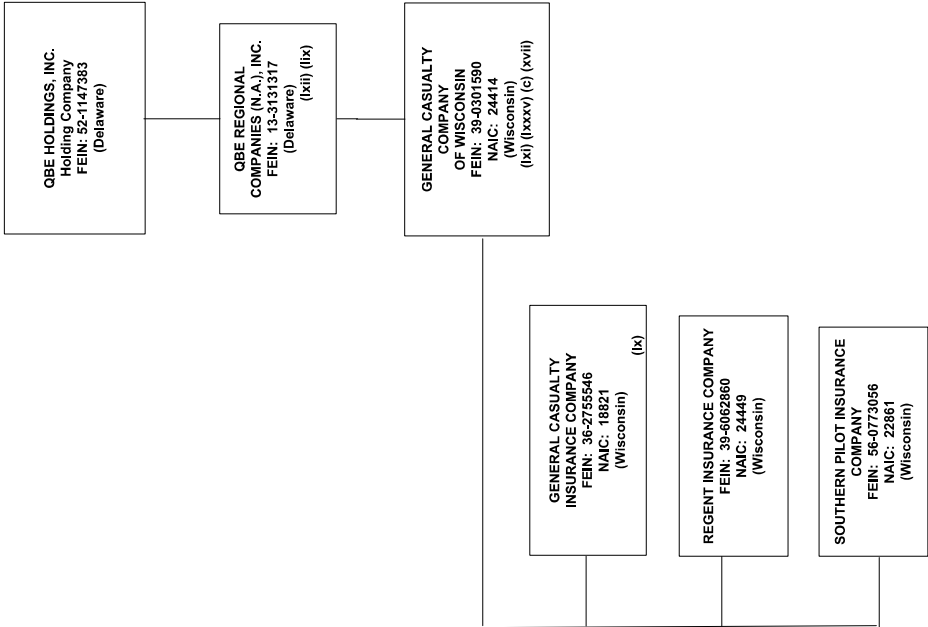 QBE HOLDINGS, INC.
Holding Company
FEIN: 52-1147383
(Delaware)
QBE REGIONAL
COMPANIES (N.A.), INC.
FEIN: 13-3131317
(Delaware)
(lxii) (lix)
GENERAL CASUALTY
COMPANY
OF WISCONSIN
FEIN: 39-0301590
NAIC: 24414
(Wisconsin)
(lxi) (lxxxv) (c) (xvii)
GENERAL CASUALTY
INSURANCE COMPANY
FEIN: 36-2755546
NAIC: 18821
(Wisconsin)
(lx)
REGENT INSURANCE COMPANY
FEIN: 39-6062860
NAIC: 24449
(Wisconsin)
SOUTHERN PILOT INSURANCE
COMPANY
FEIN: 56-0773056
NAIC: 22861
(Wisconsin)